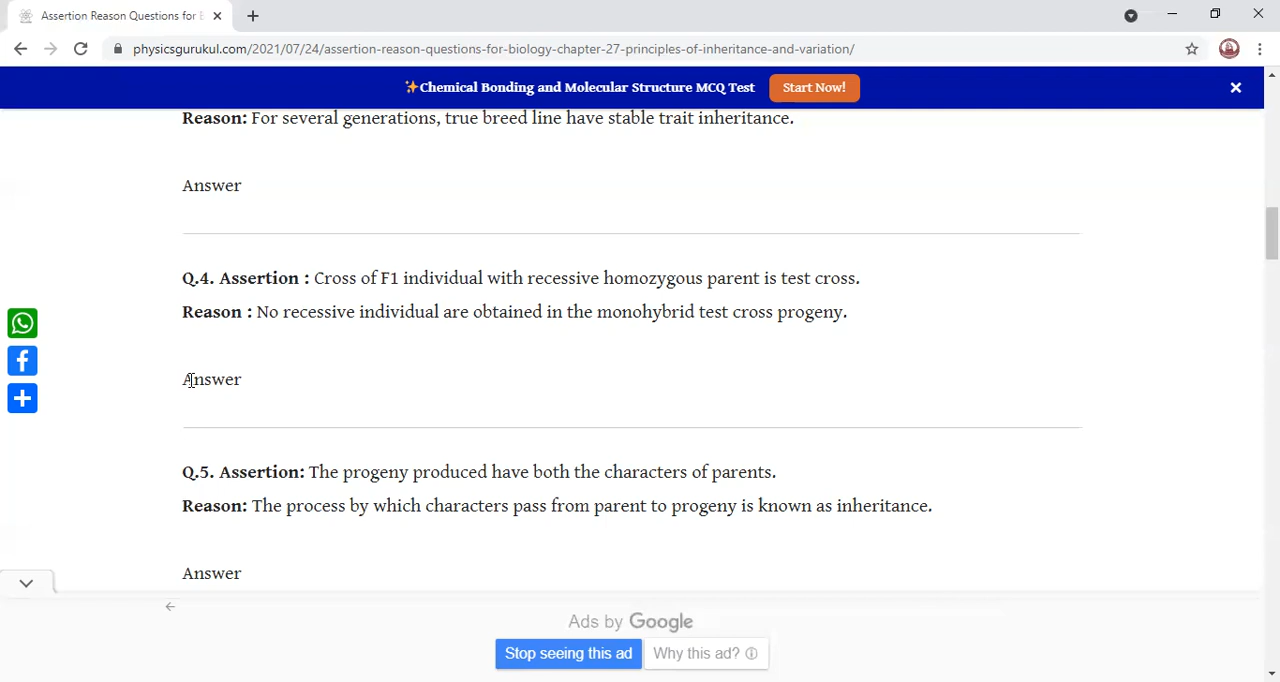 Assertion Reason Questions for
physicsgurukul.com/2021/07/24/assertion-reason-questions-for-biology-chapter-27-principles-of-inheritance-and-variation/
✨Chemical Bonding and Molecular Structure MCQ Test Start Now!
Reason: For several generations, true breed line have stable trait inheritance.
Answer
Q.4. Assertion : Cross of F1 individual with recessive homozygous parent is test cross.
Reason : No recessive individual are obtained in the monohybrid test cross progeny.
Answer
Q.5. Assertion: The progeny produced have both the characters of parents.
Reason: The process by which characters pass from parent to progeny is known as inheritance.
Answer
Ads by Google
Stop seeing this ad Why this ad?